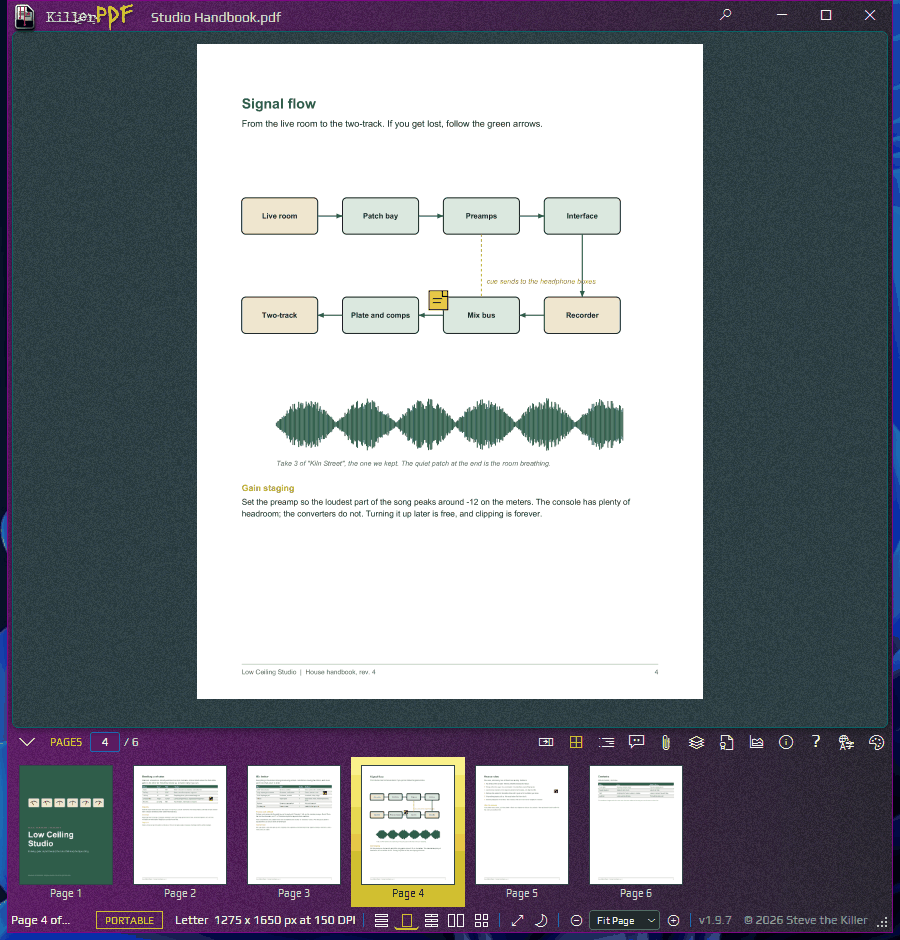 KillerPDF
Studio Handbook.pdf
Signal flow
From the live room to the two-track. If you get lost, follow the green arrows.
Live room
Patch bay
Preamps
Interface
cue sends to the headphone boxes
Two-track
Plate and comps
Mix bus
Recorder
Take 3 of "Kiln Street", the one we kept. The quiet patch at the end is the room breathing.
Gain staging
Set the preamp so the loudest part of the song peaks around -12 on the meters. The console has plenty of
headroom; the converters do not. Turning it up later is free, and clipping is forever.
Low Ceiling Studio | House handbook, rev. 4
4
PAGES 4 / 6
Low Ceiling
Studio
Signal flow
Page 1
Page 2
Page 3
Page 4
Page 5
Page 6
Page 4 of...
PORTABLE
Letter 1275 x 1650 px at 150 DPI
Fit Page
v1.9.7
© 2026 Steve the Killer